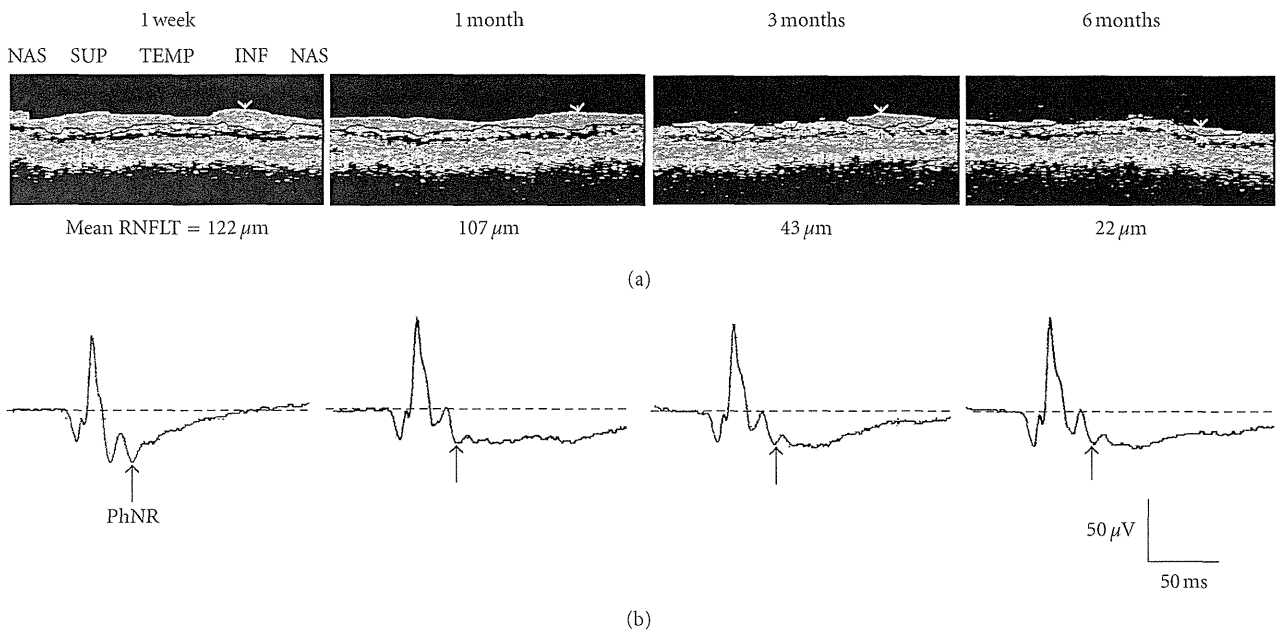 1 week 1 month 3 months 6 months
NAS SUP TEMP INF NAS
Mean RNFLT = 122 μm 107 μm 43 μm 22 μm
(a)
PhNR
50 μV
50 ms
(b)